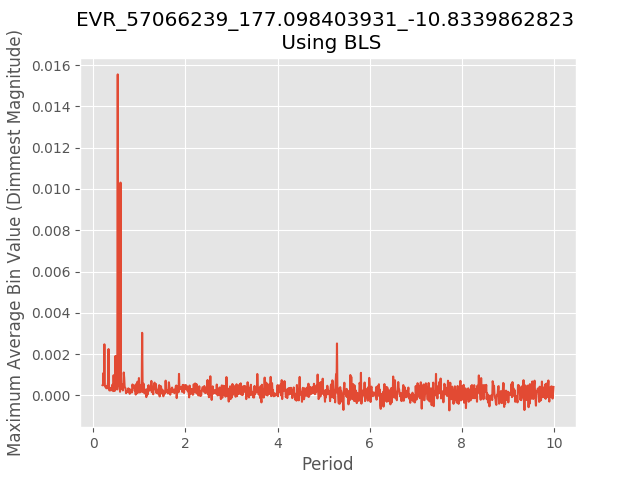 EVR_57066239_177.098403931_-10.8339862823
Using BLS
Maximum Average Bin Value (Dimmest Magnitude)
0.016
0.014
0.012
0.010
0.008
0.006
0.004
0.002
0.000
0 2 4 6 8 10
Period